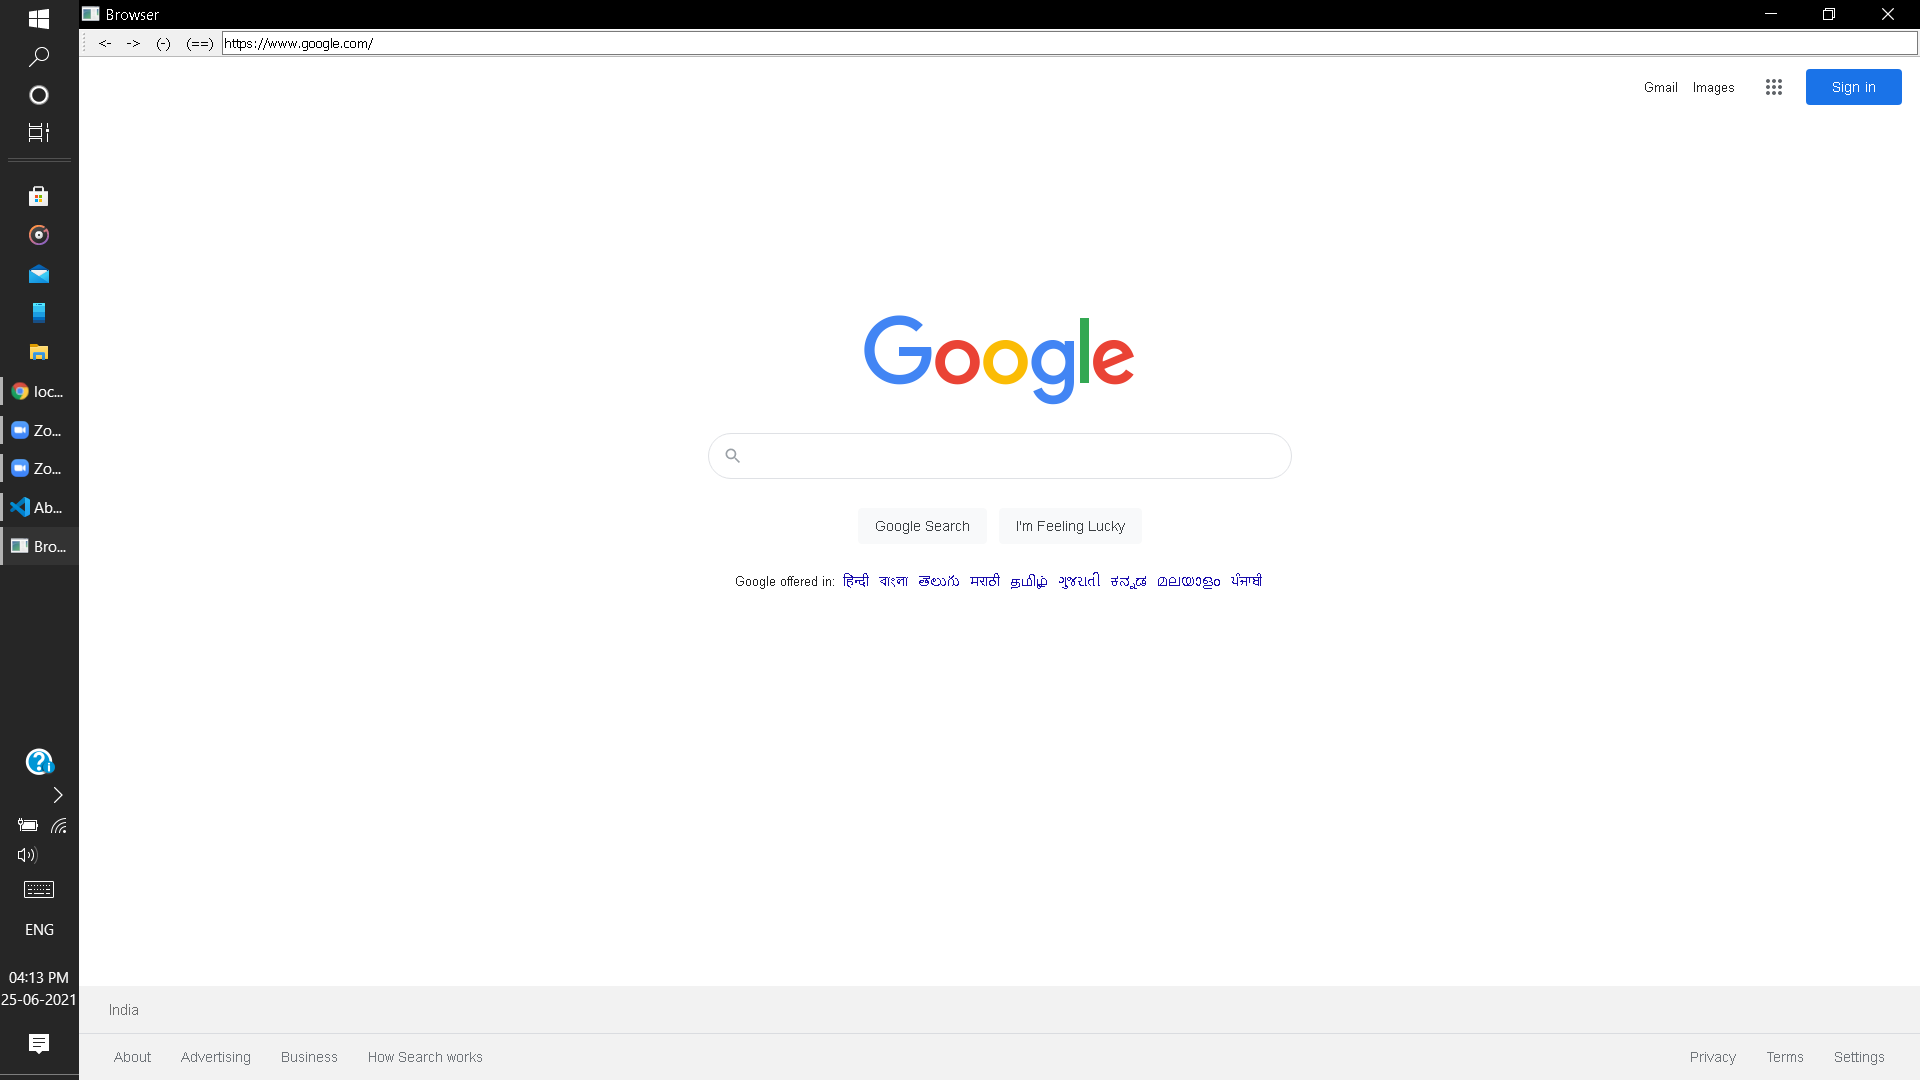 Browser
<- -> (-) (==) https://www.google.com/
Gmail Images Sign in
loc...
Zo...
Zo...
Ab...
Bro...
Google
Google Search I'm Feeling Lucky
Google offered in: हिन्दी বাংলা తెలుగు मराठी தமிழ் ગુજરાતી ಕನ್ನಡ മലയാളം ਪੰਜਾਬੀ
ENG
04:13 PM
25-06-2021
India
About Advertising Business How Search works Privacy Terms Settings